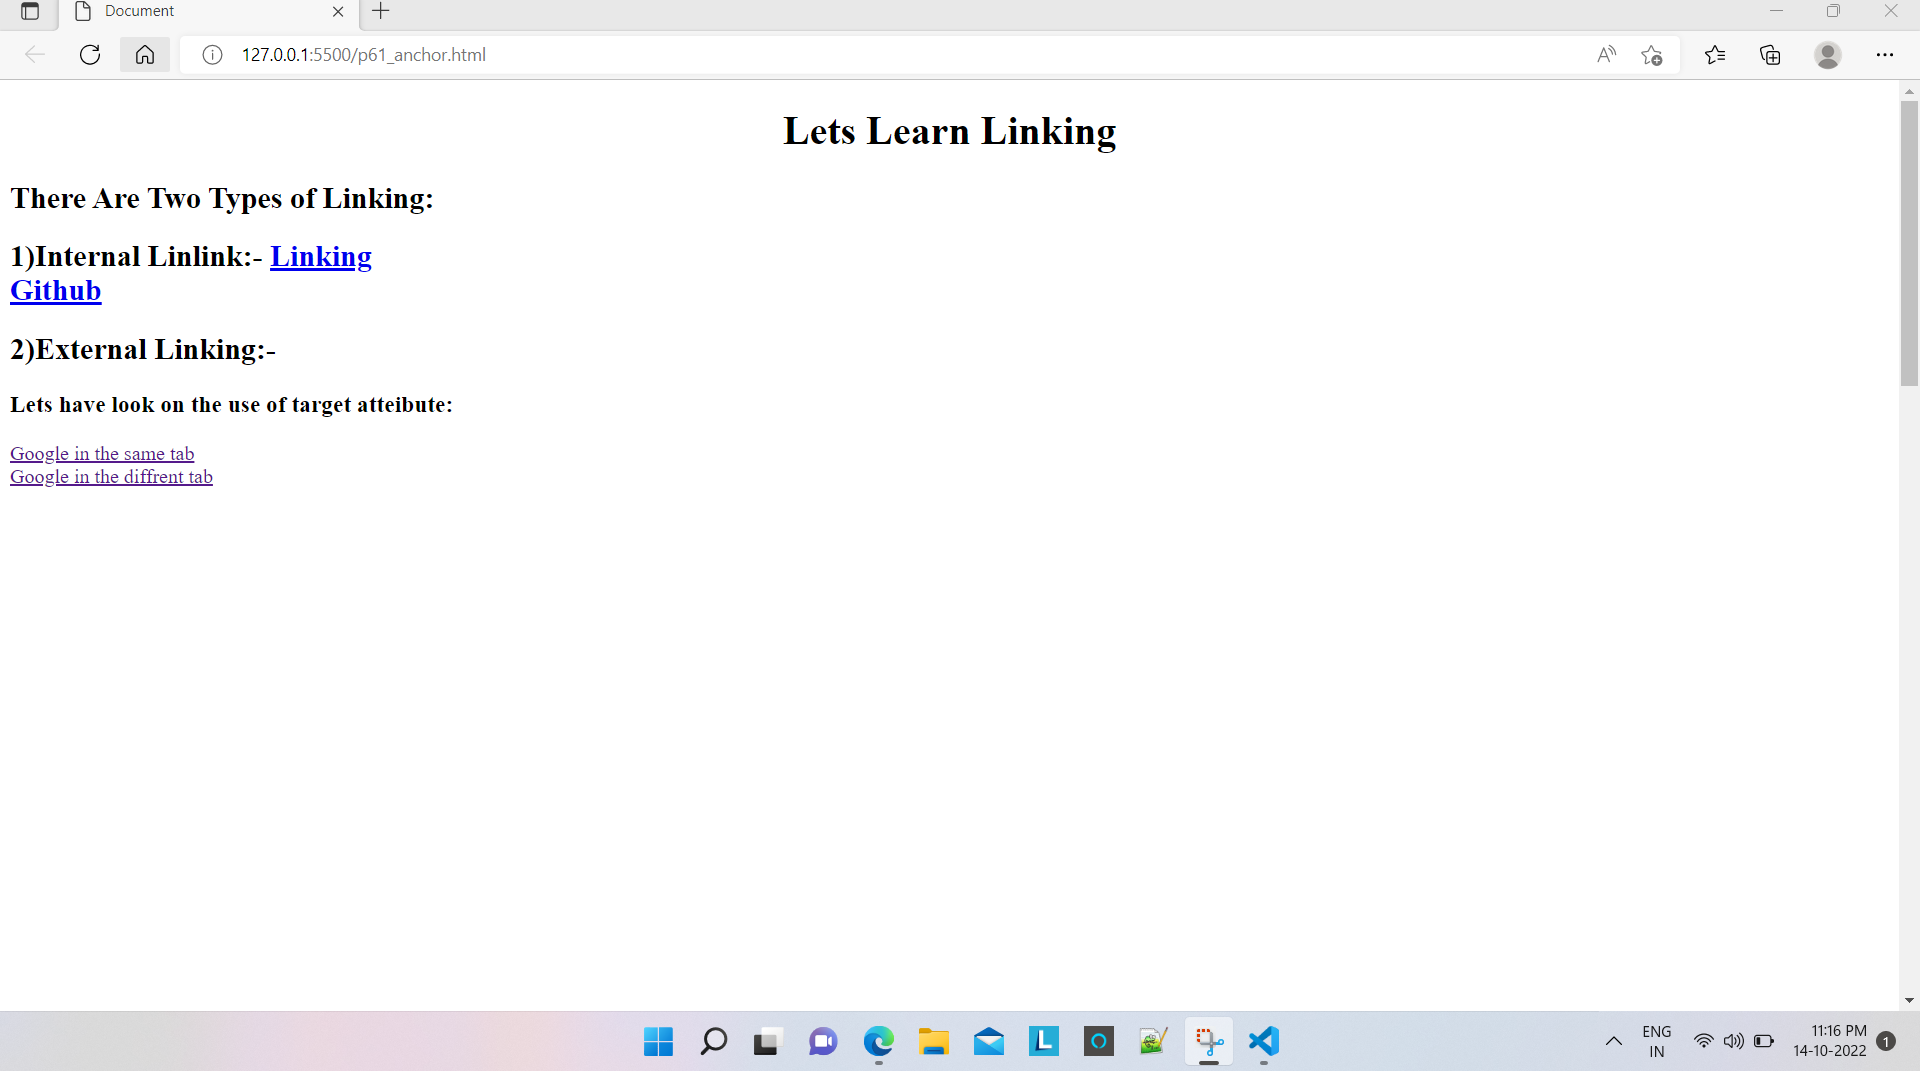 Document
127.0.0.1:5500/p61_anchor.html
Lets Learn Linking
There Are Two Types of Linking:
1)Internal Linlink:- Linking
Github
2)External Linking:-
Lets have look on the use of target atteibute:
Google in the same tab
Google in the diffrent tab
ENG
IN
11:16 PM
14-10-2022
1